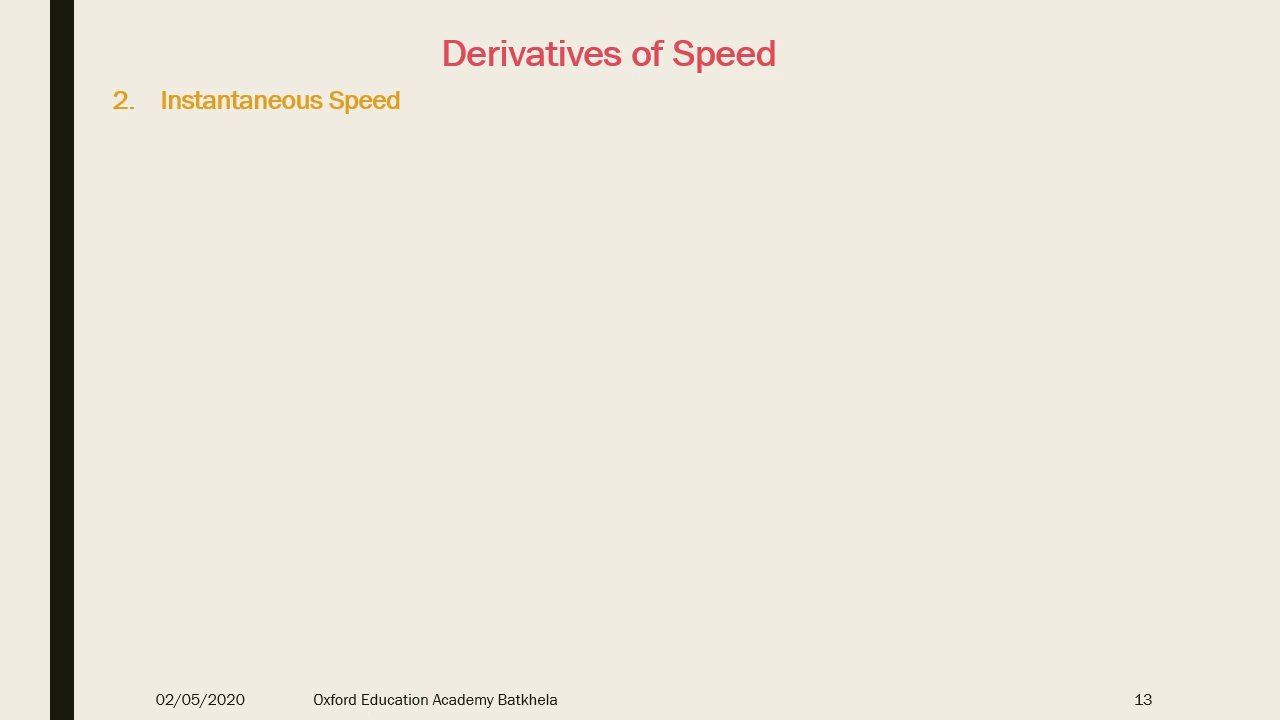 Derivatives of Speed
2. Instantaneous Speed
02/05/2020 Oxford Education Academy Batkhela 13